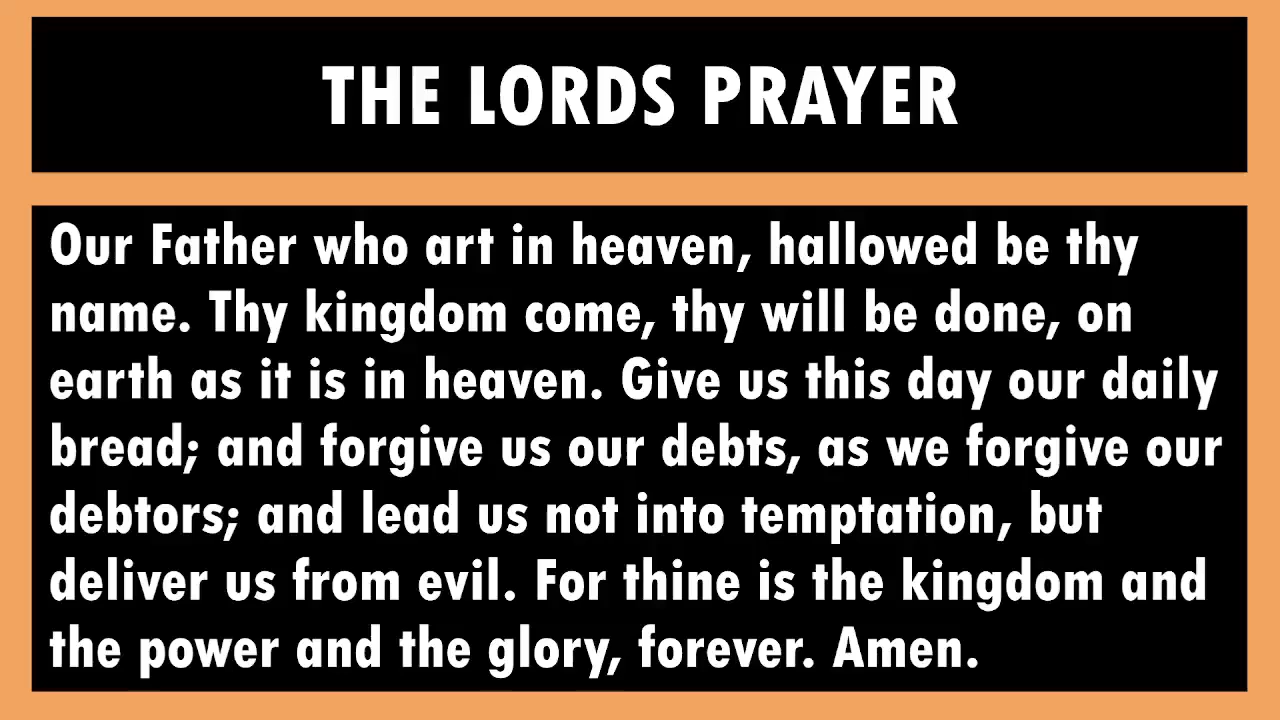 THE LORDS PRAYER
Our Father who art in heaven, hallowed be thy
name. Thy kingdom come, thy will be done, on
earth as it is in heaven. Give us this day our daily
bread; and forgive us our debts, as we forgive our
debtors; and lead us not into temptation, but
deliver us from evil. For thine is the kingdom and
the power and the glory, forever. Amen.